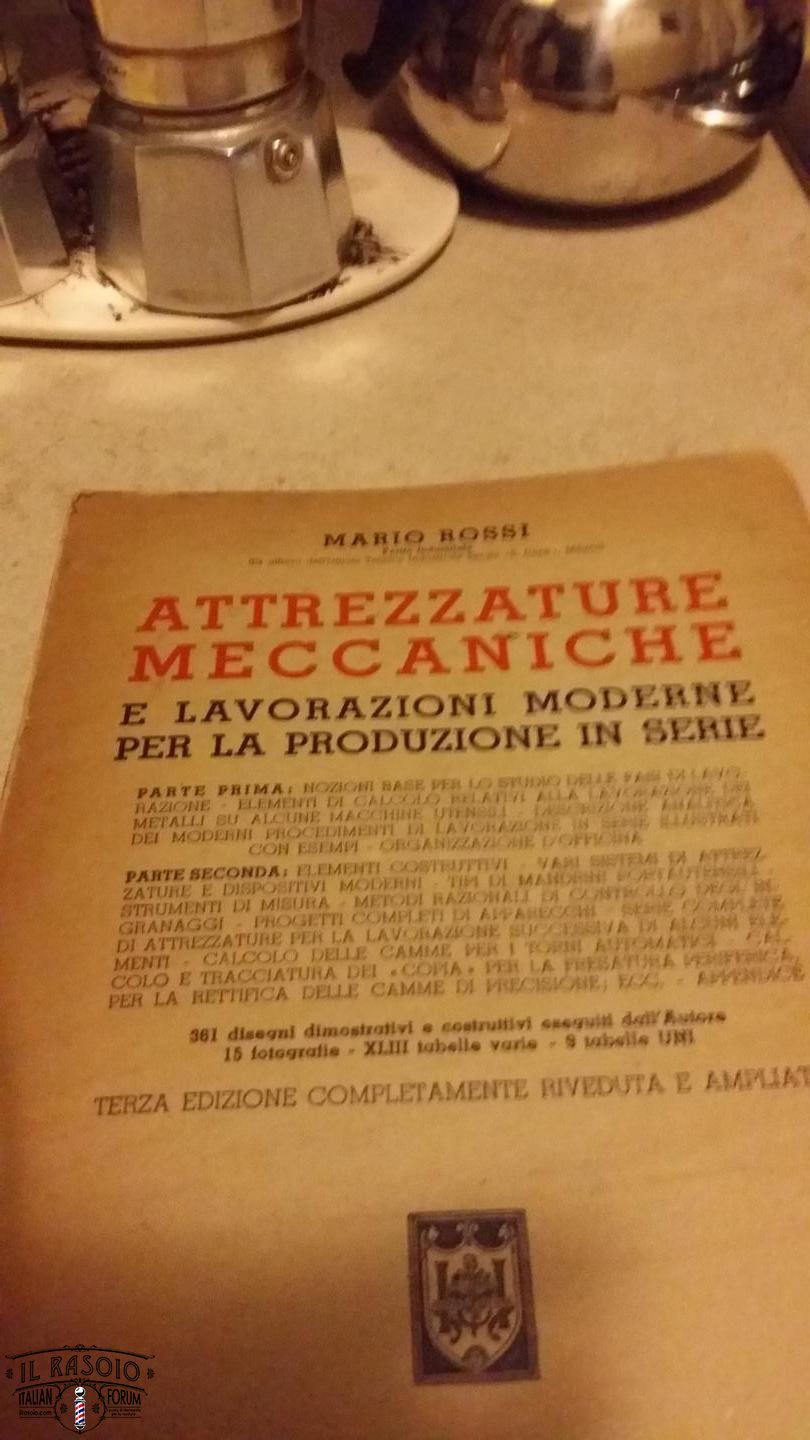 MARIO ROSSI
Perito Industriale
ATTREZZATURE
MECCANICHE
E LAVORAZIONI MODERNE
PER LA PRODUZIONE IN SERIE
PARTE PRIMA: NOZIONI BASE PER LO STUDIO DELLE FASI DI LAVO-
RAZIONE - ELEMENTI DI CALCOLO RELATIVI ALLA LAVORAZIONE DEI
METALLI SU ALCUNE MACCHINE UTENSILI - DESCRIZIONE ANALITICA
DEI MODERNI PROCEDIMENTI DI LAVORAZIONE IN SERIE ILLUSTRATI
CON ESEMPI - ORGANIZZAZIONE D'OFFICINA
PARTE SECONDA: ELEMENTI COSTRUTTIVI - VARI SISTEMI DI ATTREZ-
ZATURE E DISPOSITIVI MODERNI - TIPI DI MANDRINI PORTAUTENSILI -
STRUMENTI DI MISURA - METODI RAZIONALI DI CONTROLLO DEGLI IN-
GRANAGGI - PROGETTI COMPLETI DI APPARECCHI - SERIE COMPLETE
DI ATTREZZATURE PER LA LAVORAZIONE SUCCESSIVA DI ALCUNI ELE-
MENTI - CALCOLO DELLE CAMME PER I TORNI AUTOMATICI - CAL-
COLO E TRACCIATURA DEI «COPIA» PER LA FRESATURA PERIFERICA,
PER LA RETTIFICA DELLE CAMME DI PRECISIONE, ECC. - APPENDICE
361 disegni dimostrativi e costruttivi eseguiti dall'Autore
15 fotografie - XLIII tabelle varie - 9 tabelle UNI
TERZA EDIZIONE COMPLETAMENTE RIVEDUTA E AMPLIAT
H
IL RASOIO
ITALIAN FORUM
ilrasoio.com